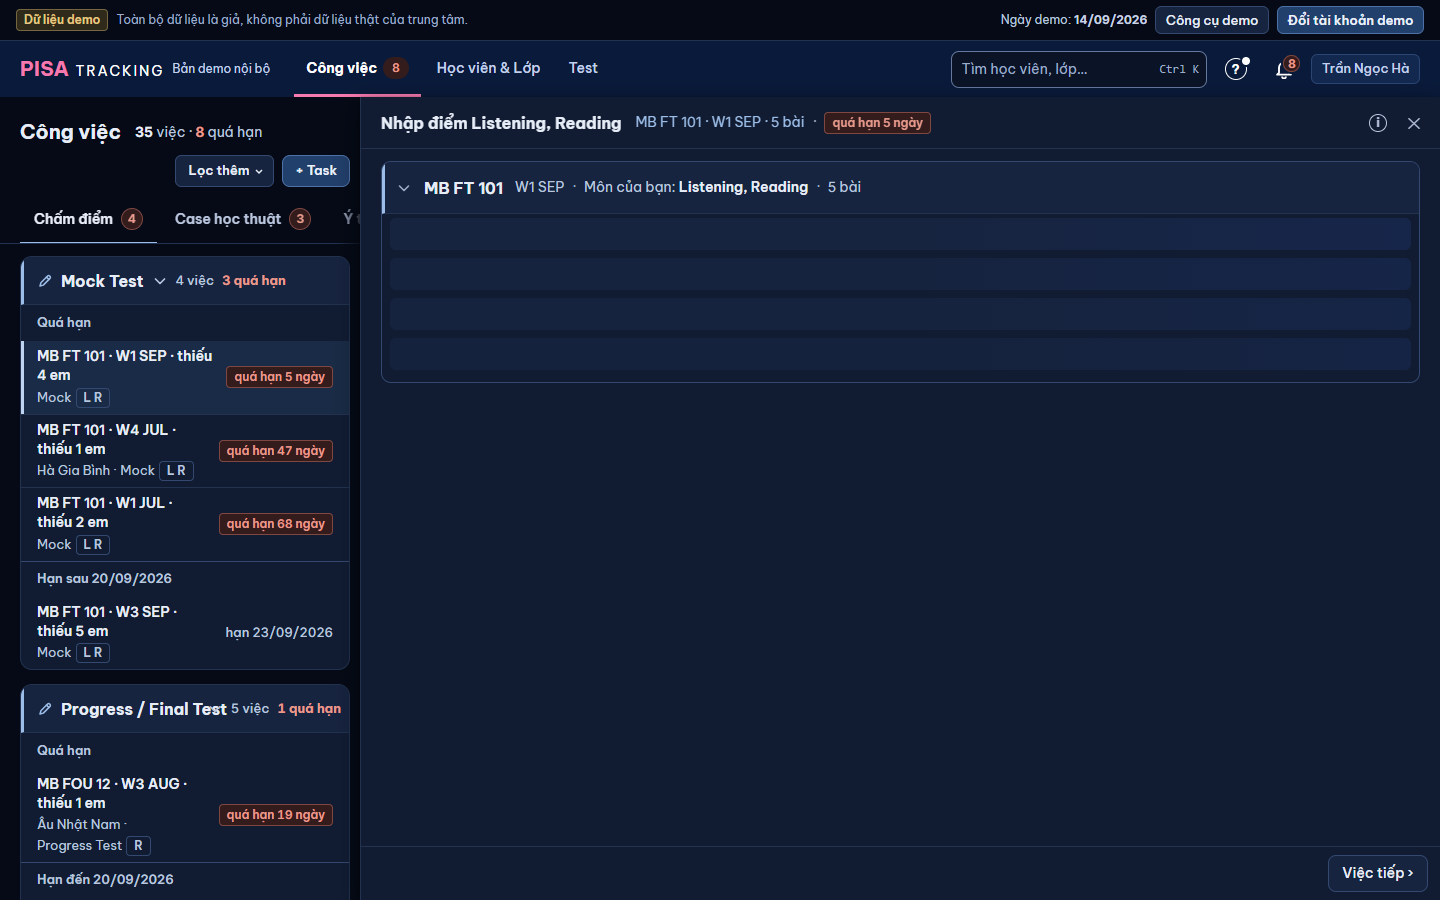 Dữ liệu demo Toàn bộ dữ liệu là giả, không phải dữ liệu thật của trung tâm.
Ngày demo: 14/09/2026 Công cụ demo Đổi tài khoản demo
PISA TRACKING Bản demo nội bộ Công việc 8 Học viên & Lớp Test
Tìm học viên, lớp... Ctrl K ? 8 Trần Ngọc Hà
Công việc 35 việc · 8 quá hạn
Lọc thêm + Task
Chấm điểm 4 Case học thuật 3 Ý
Mock Test 4 việc 3 quá hạn
Quá hạn
MB FT 101 · W1 SEP · thiếu
4 em
quá hạn 5 ngày
Mock L R
MB FT 101 · W4 JUL ·
thiếu 1 em
quá hạn 47 ngày
Hà Gia Bình · Mock L R
MB FT 101 · W1 JUL ·
thiếu 2 em
quá hạn 68 ngày
Mock L R
Hạn sau 20/09/2026
MB FT 101 · W3 SEP ·
thiếu 5 em
hạn 23/09/2026
Mock L R
Progress / Final Test 5 việc 1 quá hạn
Quá hạn
MB FOU 12 · W3 AUG ·
thiếu 1 em
quá hạn 19 ngày
Âu Nhật Nam ·
Progress Test R
Hạn đến 20/09/2026
Nhập điểm Listening, Reading MB FT 101 · W1 SEP · 5 bài · quá hạn 5 ngày
MB FT 101 W1 SEP · Môn của bạn: Listening, Reading · 5 bài
Việc tiếp ›